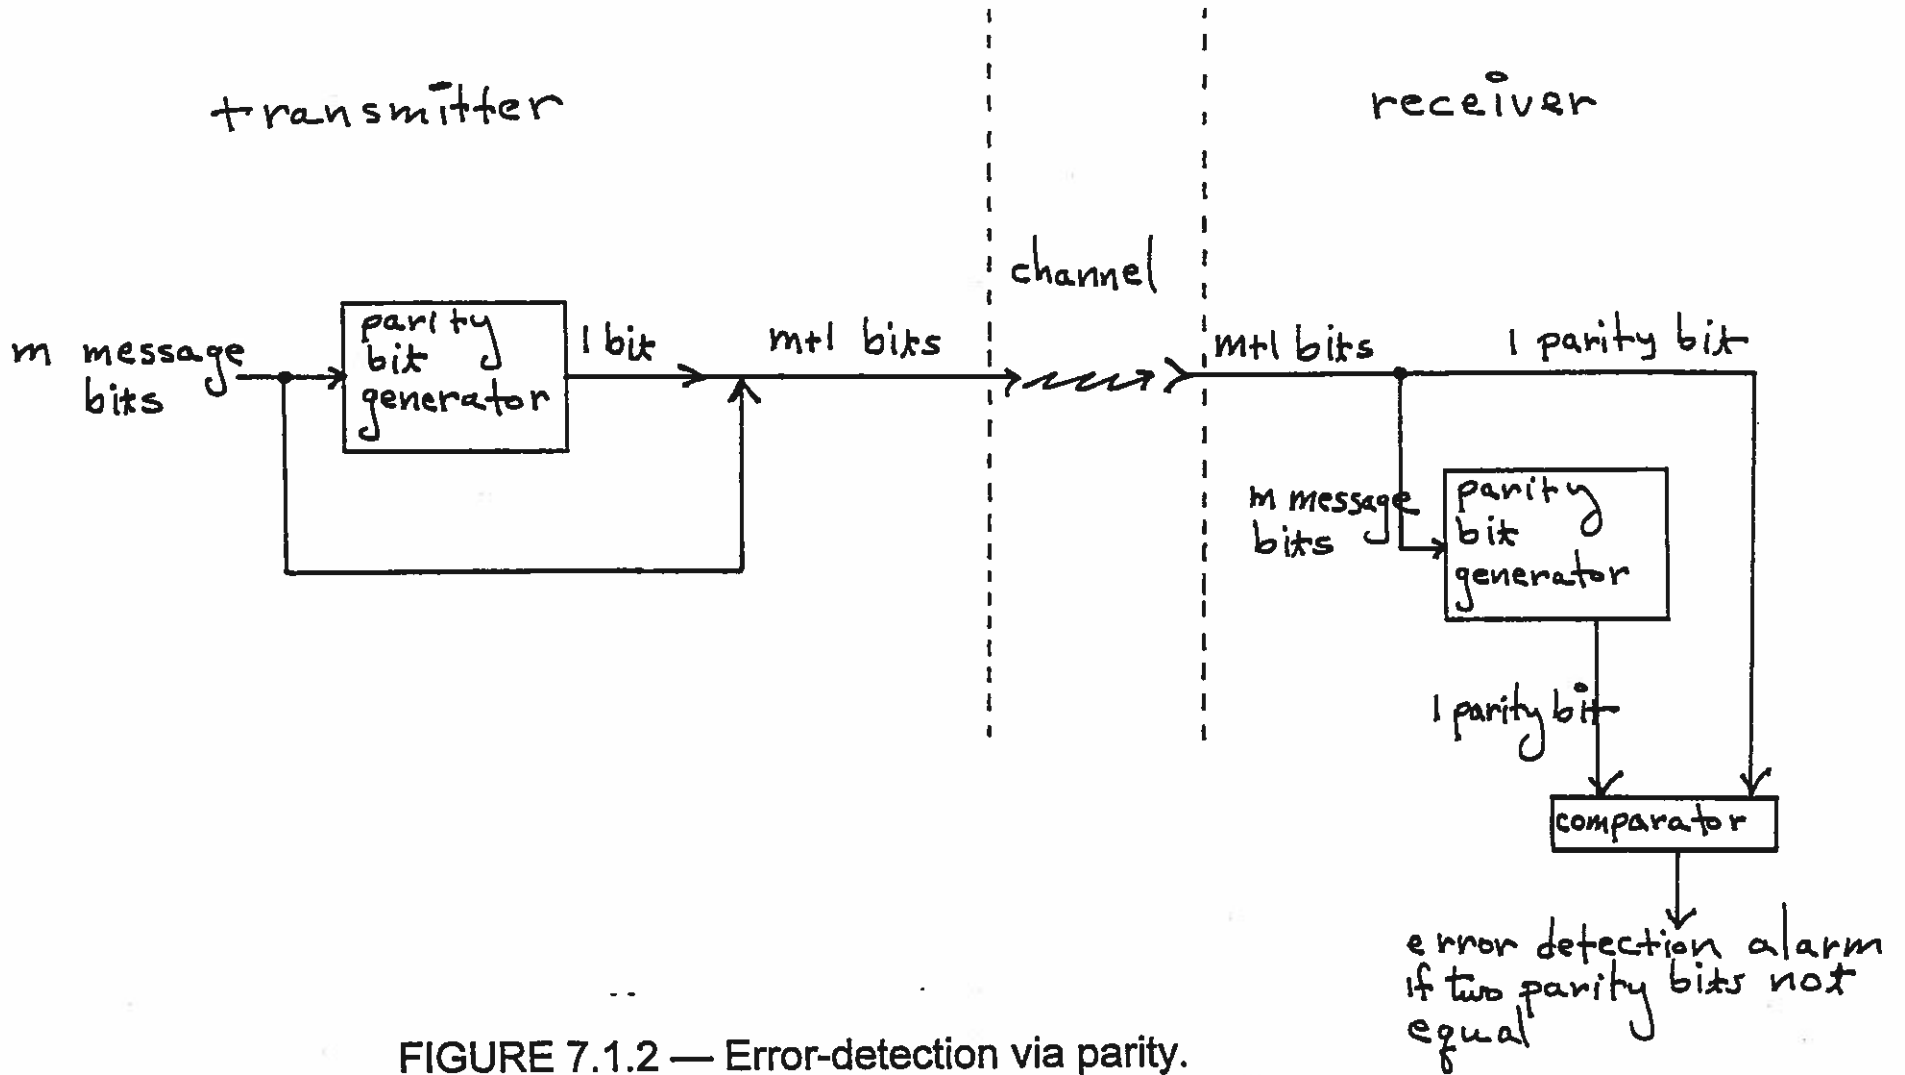 transmitter
receiver
channel
m message
bits
parity
bit
generator
1 bit
m+1 bits
m+1 bits
1 parity bit
m message
bits
parity
bit
generator
1 parity bit
comparator
error detection alarm
if two parity bits not
equal
FIGURE 7.1.2 — Error-detection via parity.